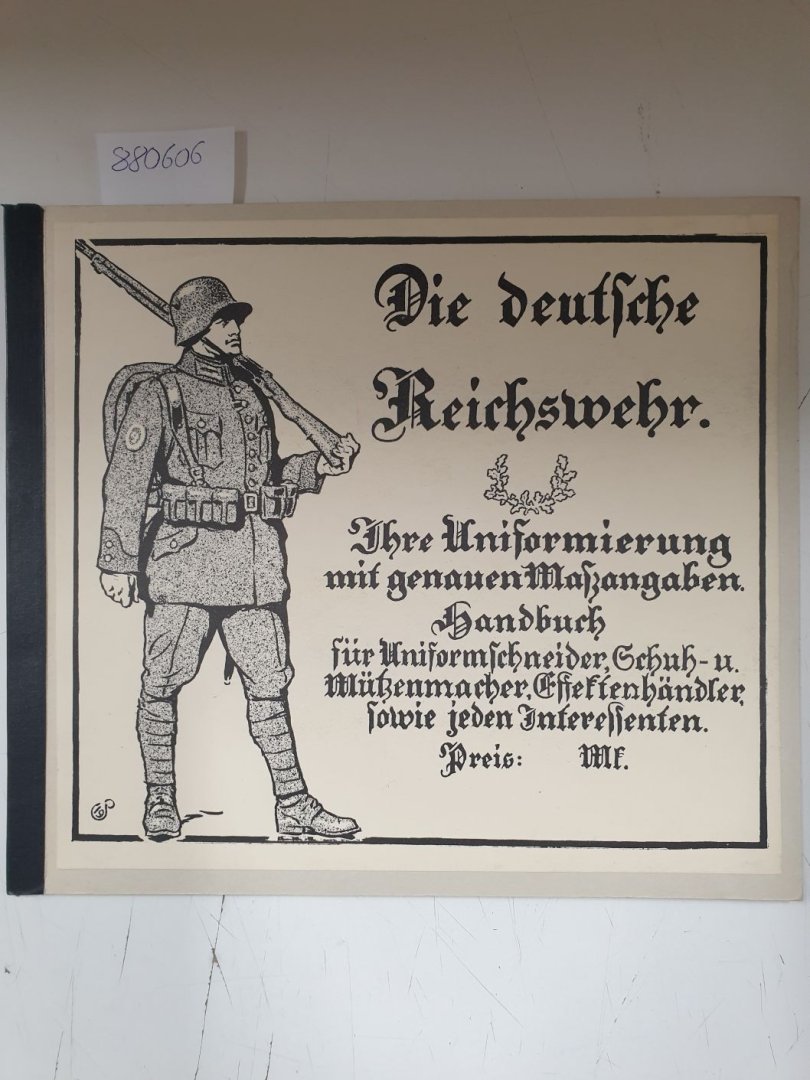 880606
Die deutſche
Reichswehr.
Ihre Uniformierung
mit genauen Maſzangaben.
Handbuch
für Uniformſchneider, Schuh- u.
Mützenmacher, Effektenhändler,
ſowie jeden Intereſſenten.
Preis: Mk.